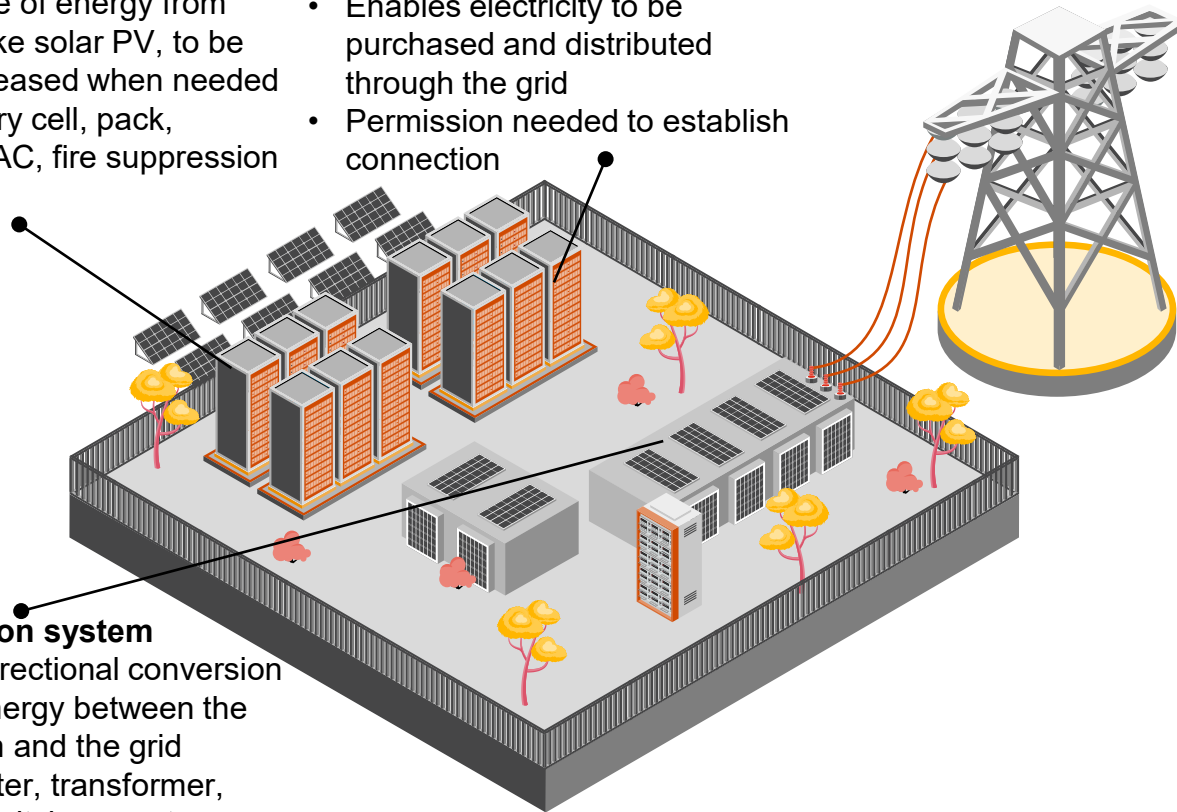 e of energy from
ke solar PV, to be
eased when needed
ry cell, pack,
AC, fire suppression
• Enables electricity to be
purchased and distributed
through the grid
• Permission needed to establish
connection
on system
rectional conversion
nergy between the
n and the grid
ter, transformer,